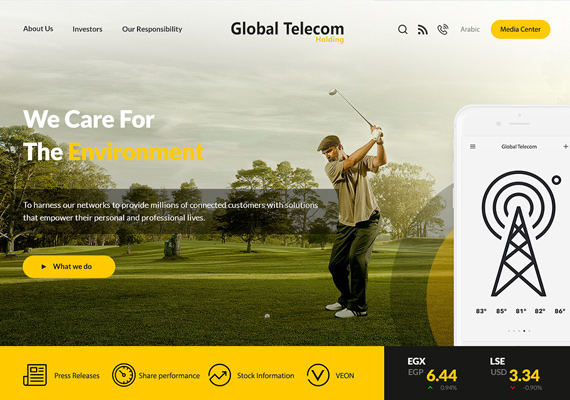 About Us
Investors
Our Responsibility
Global Telecom
Holding
Arabic
Media Center
We Care For
The Environment
To harness our networks to provide millions of connected customers with solutions
that empower their personal and professional lives.
What we do
Global Telecom
83° 85° 81° 82° 86°
Press Releases
Share performance
Stock Information
VEON
EGX
EGP 6.44
0.94%
LSE
USD 3.34
-0.90%